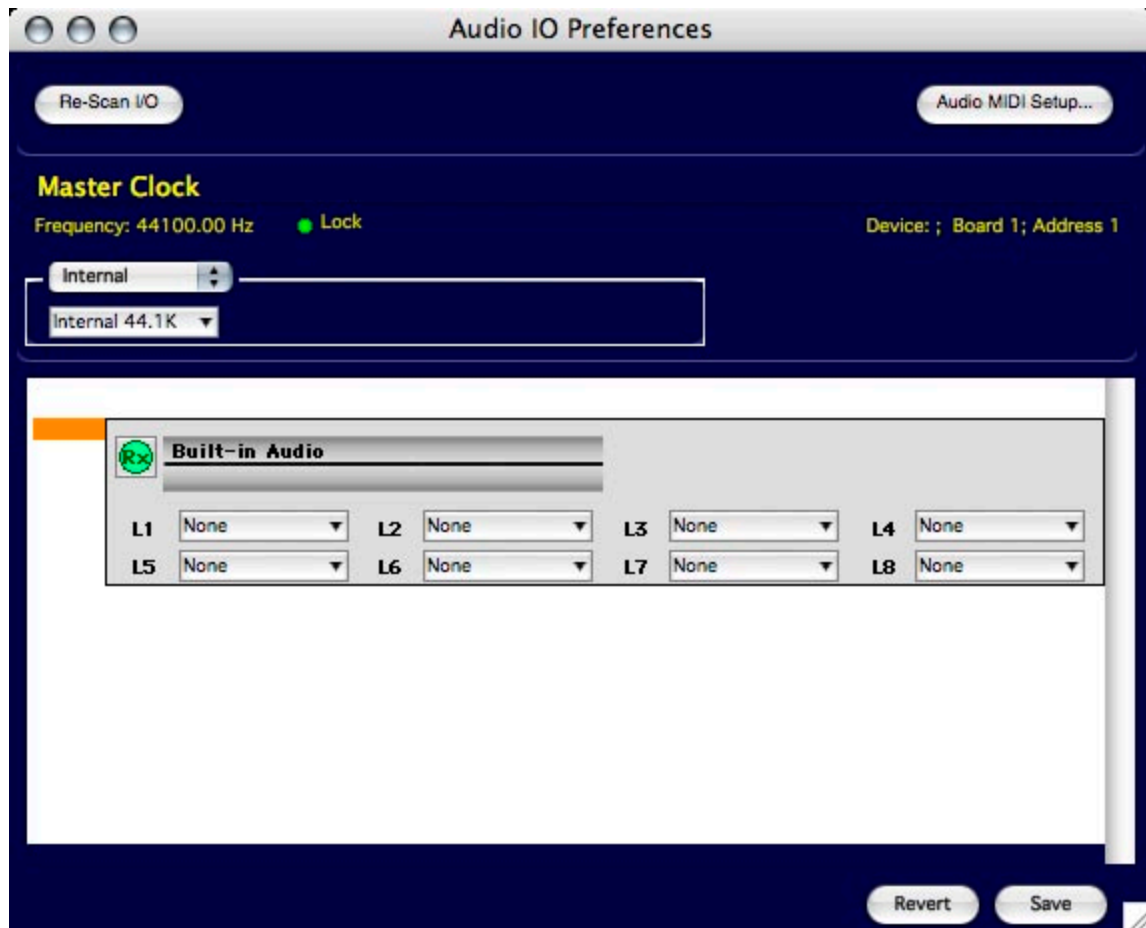 Audio IO Preferences
Re-Scan I/O
Audio MIDI Setup...
Master Clock
Frequency: 44100.00 Hz
Lock
Device: ; Board 1; Address 1
Internal
Internal 44.1K
Rx
Built-in Audio
L1 None L2 None L3 None L4 None
L5 None L6 None L7 None L8 None
Revert
Save